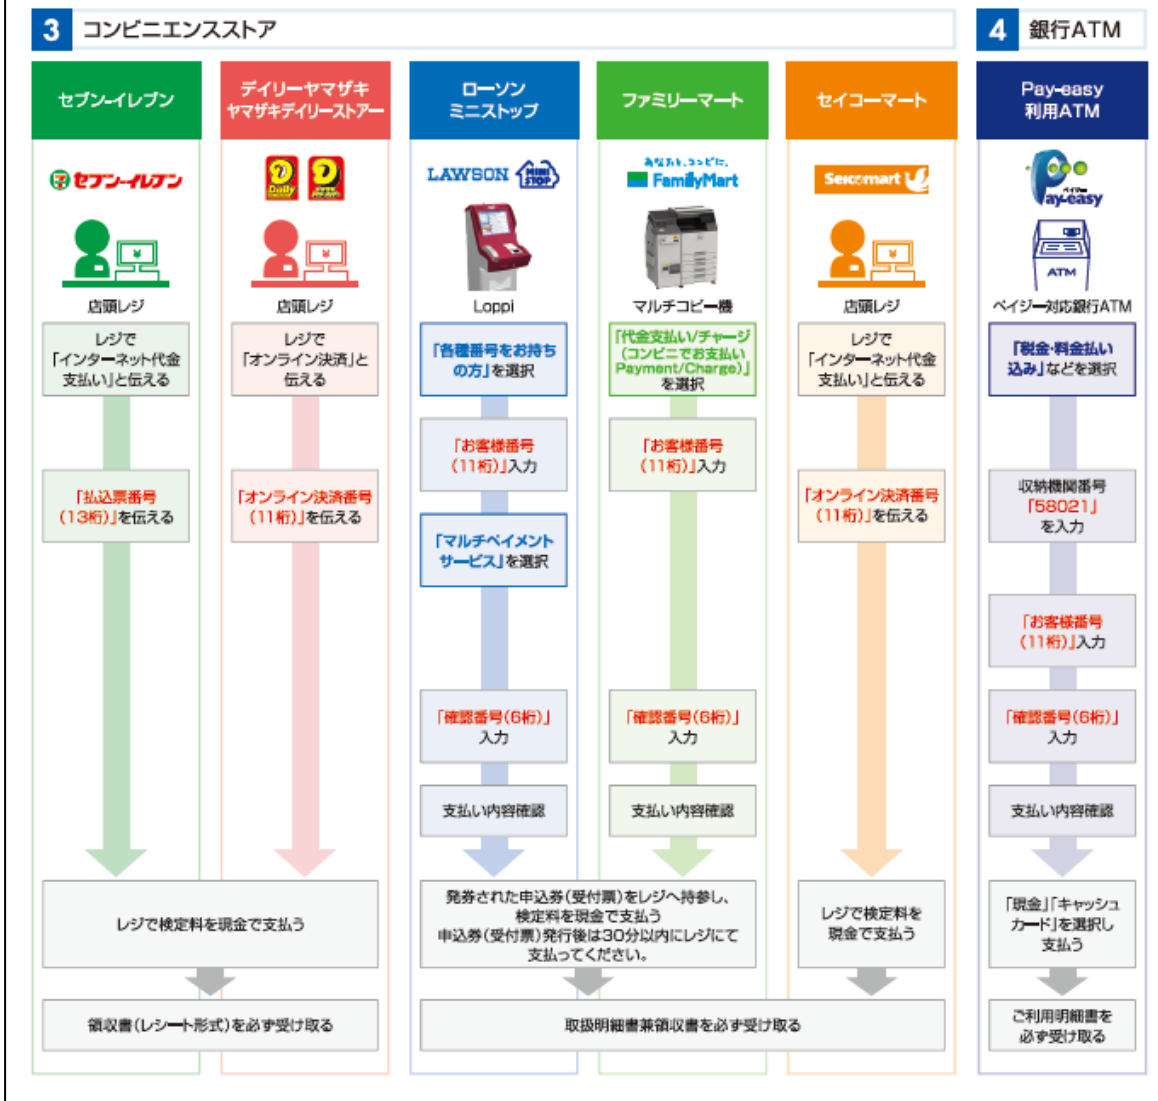 3 コンビニエンスストア
セブン-イレブン
セブン-イレブン
店頭レジ
レジで
「インターネット代金
支払い」と伝える
「払込票番号
(13桁)」を伝える
デイリーヤマザキ
ヤマザキデイリーストアー
Daily
店頭レジ
レジで
「オンライン決済」と
伝える
「オンライン決済番号
(11桁)」を伝える
レジで検定料を現金で支払う
領収書(レシート形式)を必ず受け取る
ローソン
ミニストップ
LAWSON
MINI
STOP
Loppi
「各種番号をお持ち
の方」を選択
「お客様番号
(11桁)」入力
「マルチペイメント
サービス」を選択
「確認番号(6桁)」
入力
支払い内容確認
ファミリーマート
あなたと、コンビに、
FamilyMart
マルチコピー機
「代金支払い/チャージ
(コンビニでお支払い
Payment/Charge)」
を選択
「お客様番号
(11桁)」入力
「確認番号(6桁)」
入力
支払い内容確認
発券された申込券(受付票)をレジへ持参し、
検定料を現金で支払う
申込券(受付票)発行後は30分以内にレジにて
支払ってください。
セイコーマート
Seicomart
店頭レジ
レジで
「インターネット代金
支払い」と伝える
「オンライン決済番号
(11桁)」を伝える
レジで検定料を
現金で支払う
取扱明細書兼領収書を必ず受け取る
4 銀行ATM
Pay-easy
利用ATM
ペイジー
Pay-easy
ATM
ペイジー対応銀行ATM
「税金・料金払い
込み」などを選択
収納機関番号
「58021」
を入力
「お客様番号
(11桁)」入力
「確認番号(6桁)」
入力
支払い内容確認
「現金」「キャッシュ
カード」を選択し
支払う
ご利用明細書を
必ず受け取る